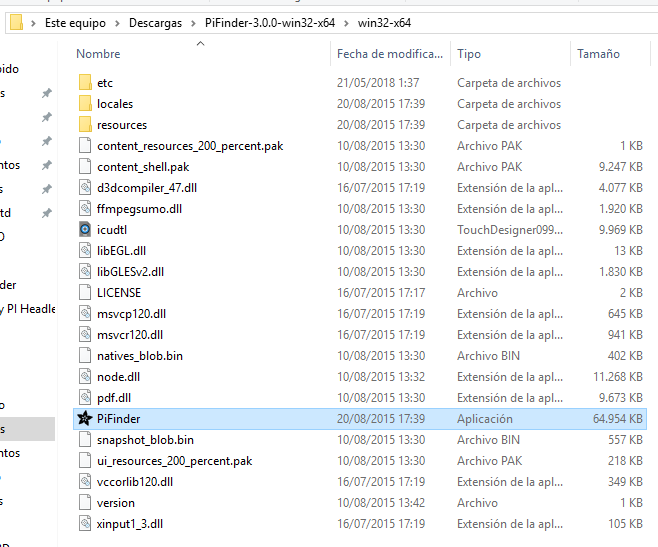 Este equipo > Descargas > PiFinder-3.0.0-win32-x64 > win32-x64
Nombre Fecha de modifica... Tipo Tamaño
etc 21/05/2018 1:37 Carpeta de archivos
locales 20/08/2015 17:39 Carpeta de archivos
resources 20/08/2015 17:39 Carpeta de archivos
content_resources_200_percent.pak 10/08/2015 13:30 Archivo PAK 1 KB
content_shell.pak 10/08/2015 13:30 Archivo PAK 9.247 KB
d3dcompiler_47.dll 16/07/2015 17:19 Extensión de la apl... 4.077 KB
ffmpegsumo.dll 10/08/2015 13:30 Extensión de la apl... 1.920 KB
icudtl 10/08/2015 13:30 TouchDesigner099... 9.969 KB
libEGL.dll 10/08/2015 13:30 Extensión de la apl... 13 KB
libGLESv2.dll 10/08/2015 13:30 Extensión de la apl... 1.830 KB
LICENSE 16/07/2015 17:17 Archivo 2 KB
msvcp120.dll 16/07/2015 17:19 Extensión de la apl... 645 KB
msvcr120.dll 16/07/2015 17:19 Extensión de la apl... 941 KB
natives_blob.bin 10/08/2015 13:30 Archivo BIN 402 KB
node.dll 10/08/2015 13:32 Extensión de la apl... 11.268 KB
pdf.dll 10/08/2015 13:30 Extensión de la apl... 9.673 KB
PiFinder 20/08/2015 17:39 Aplicación 64.954 KB
snapshot_blob.bin 10/08/2015 13:30 Archivo BIN 557 KB
ui_resources_200_percent.pak 10/08/2015 13:30 Archivo PAK 218 KB
vccorlib120.dll 16/07/2015 17:19 Extensión de la apl... 349 KB
version 10/08/2015 13:42 Archivo 1 KB
xinput1_3.dll 16/07/2015 17:19 Extensión de la apl... 105 KB
oido
s
ntos
s
td
O
der
y PI Headle
o
s
ntos
s